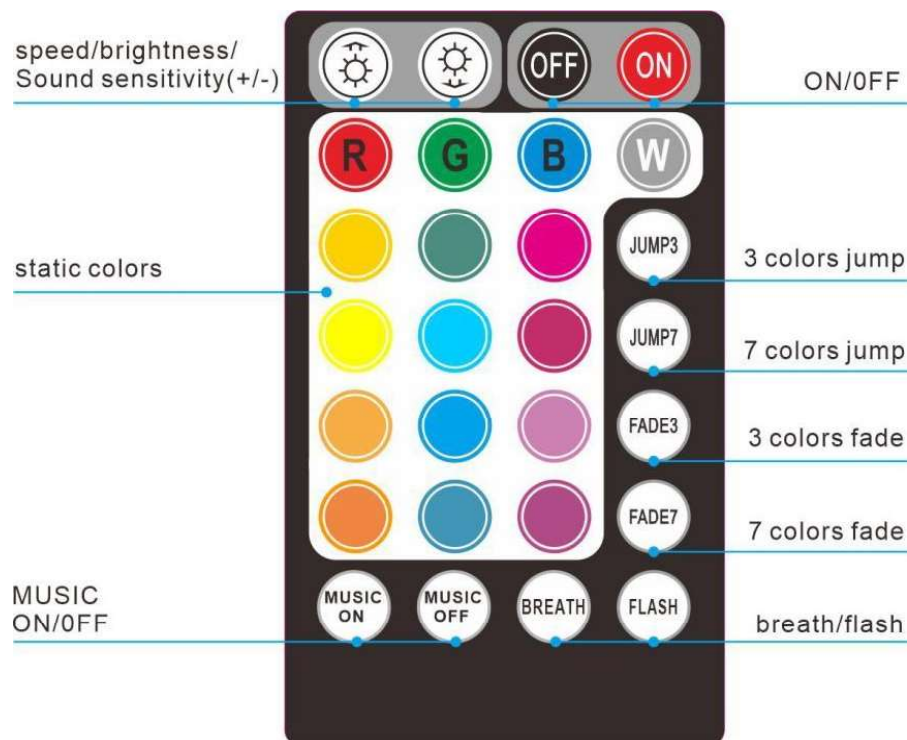 speed/brightness/
Sound sensitivity(+/-)
OFF
ON
ON/0FF
R
G
B
W
static colors
JUMP3
3 colors jump
JUMP7
7 colors jump
FADE3
3 colors fade
FADE7
7 colors fade
MUSIC
ON/0FF
MUSIC
ON
MUSIC
OFF
BREATH
FLASH
breath/flash